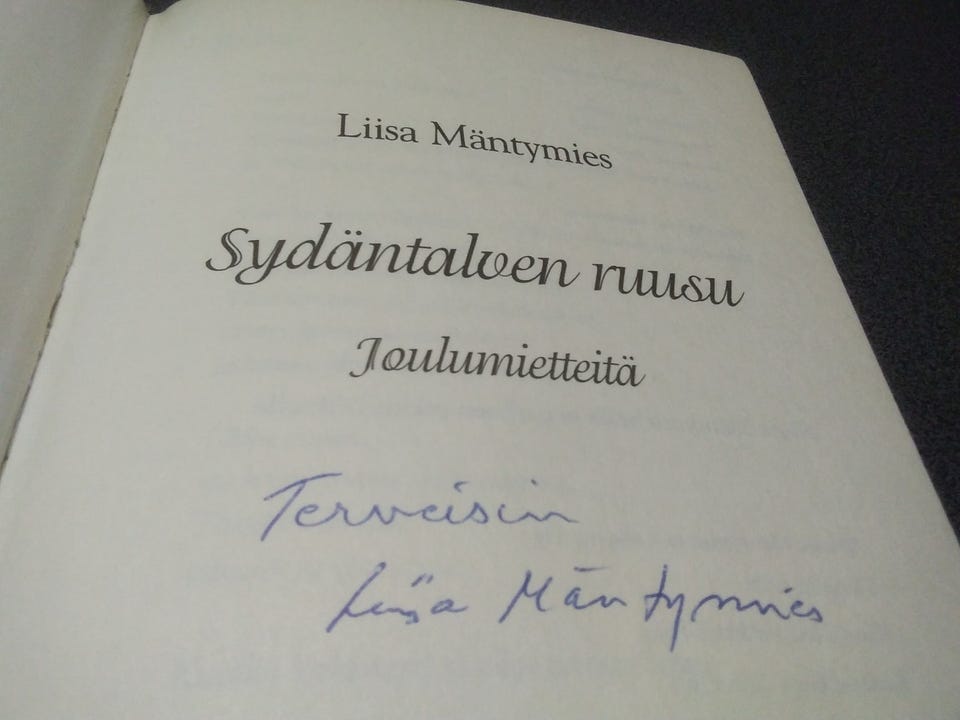 Liisa Mäntymies
Sydäntalven ruusu
Joulumietteitä
Terveisin
Liisa Mäntymies